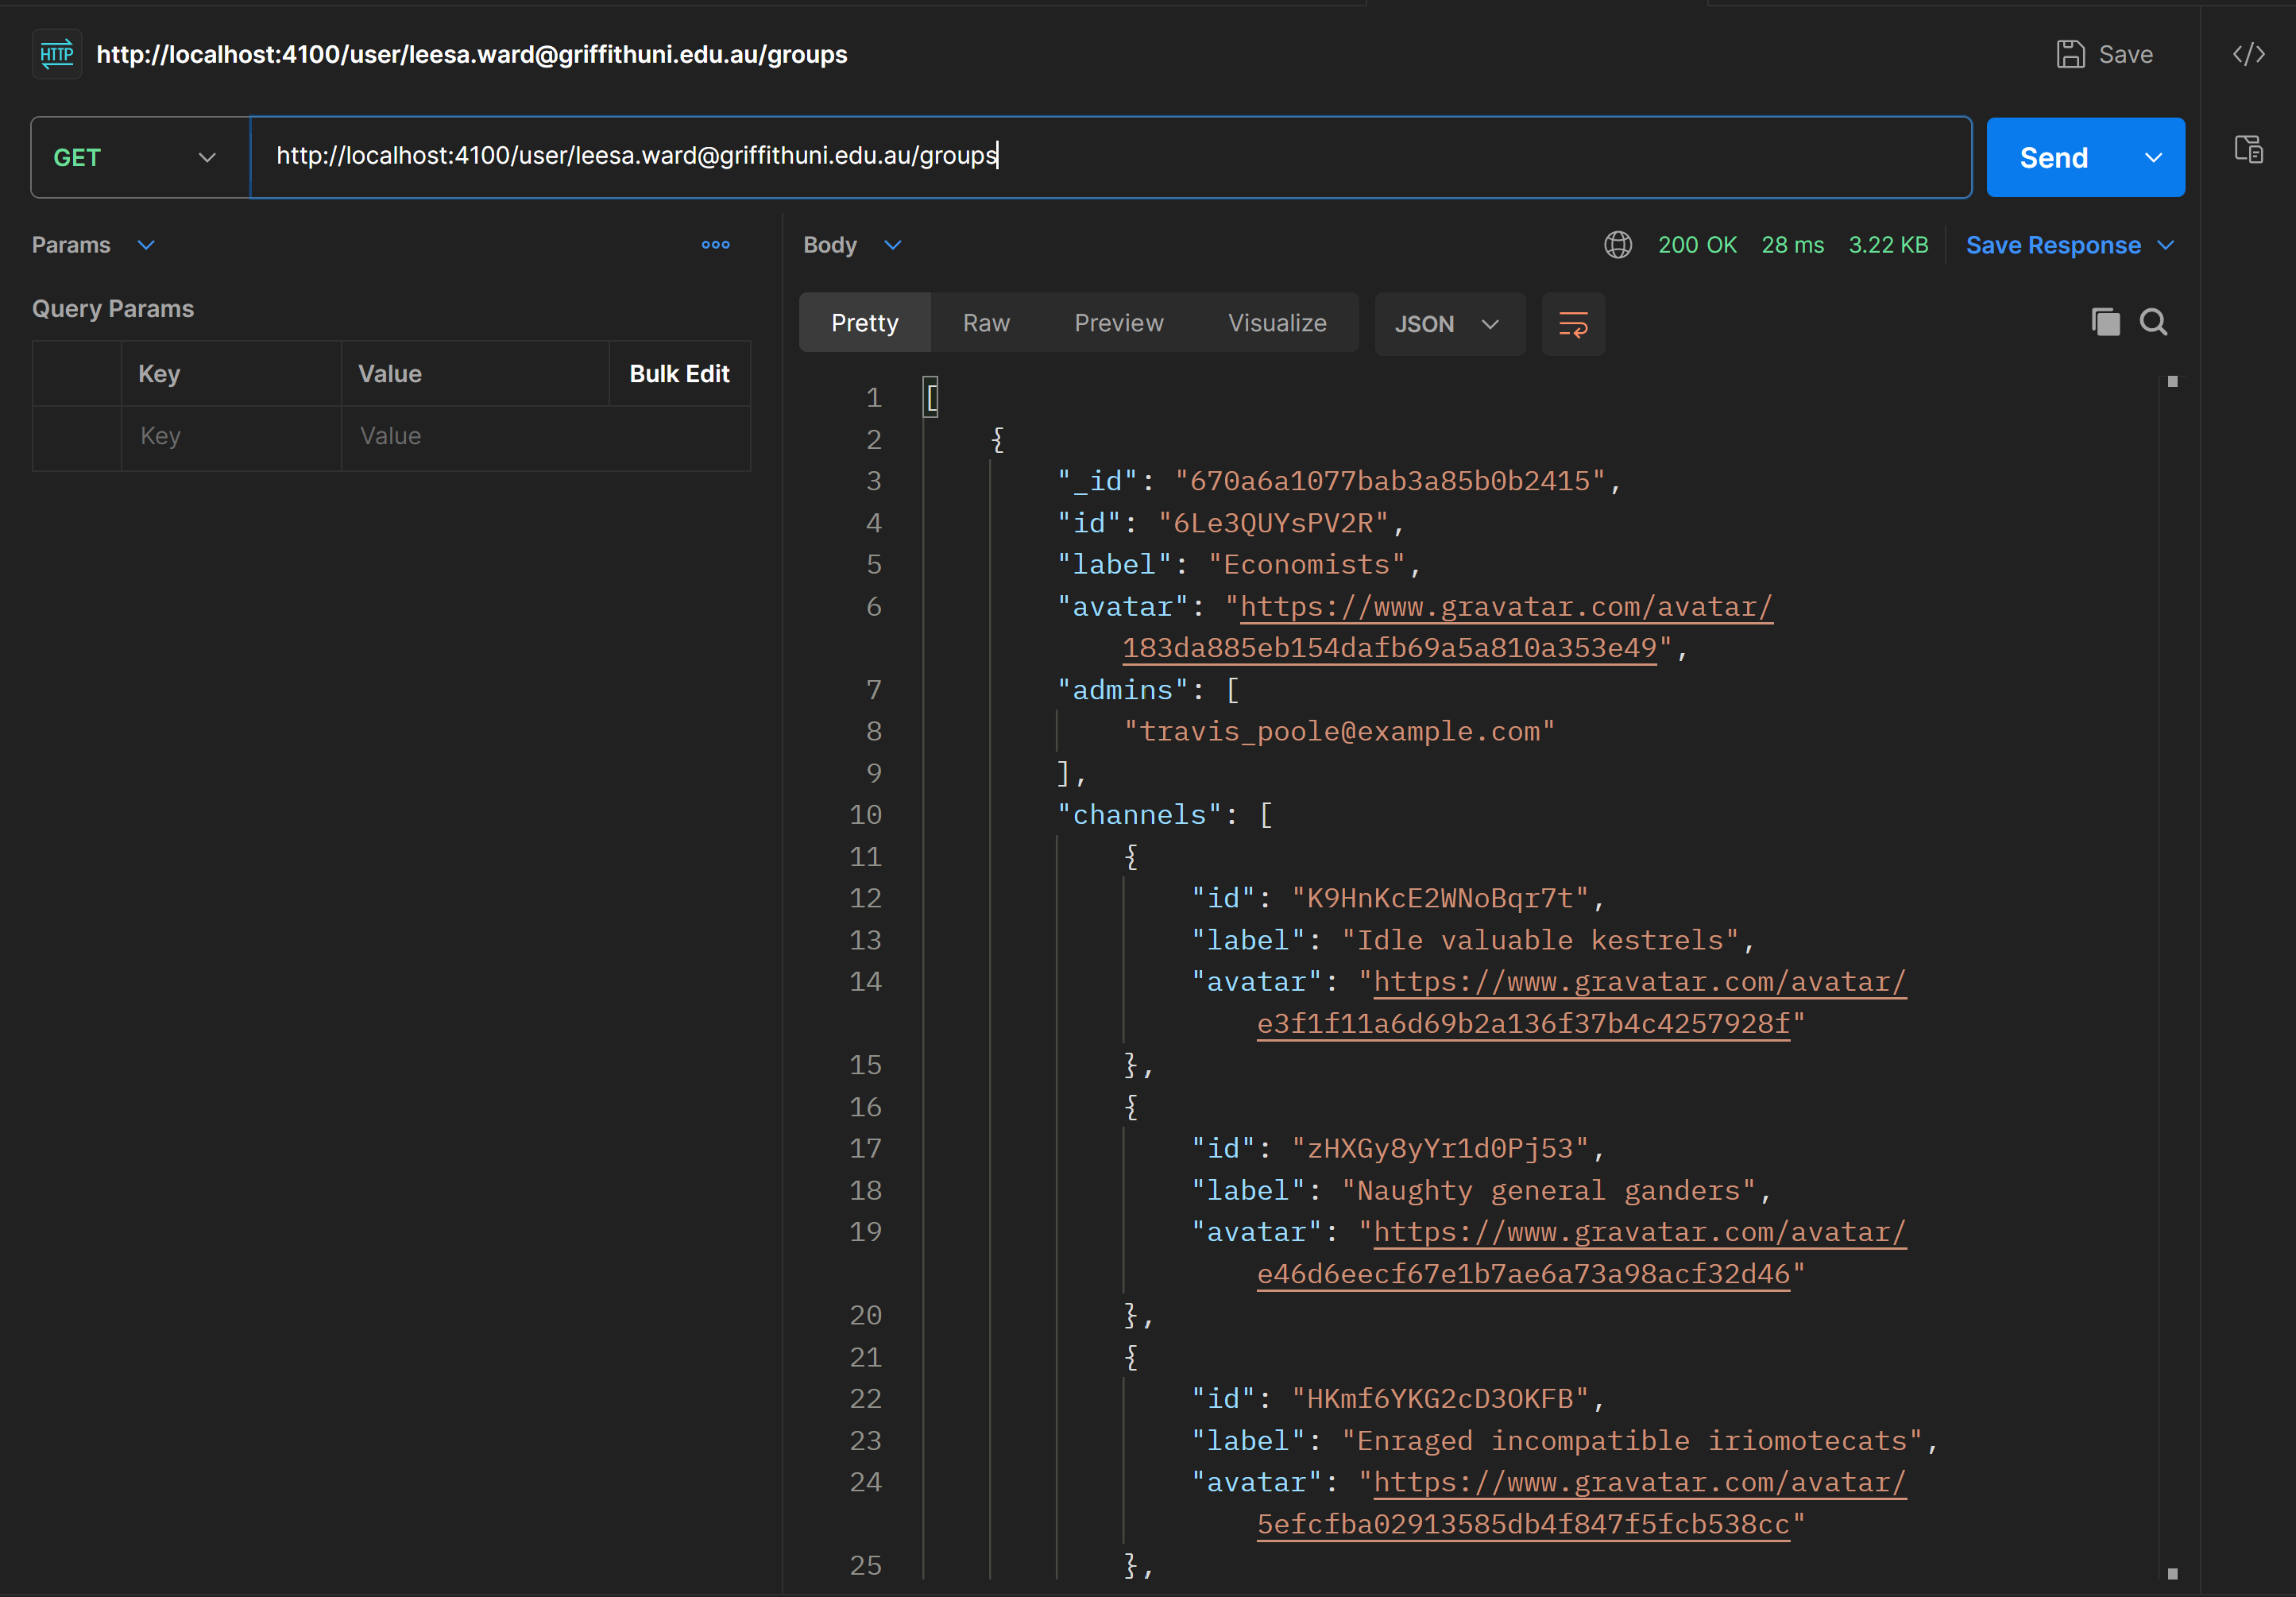 HTTP http://localhost:4100/user/leesa.ward@griffithuni.edu.au/groups Save
GET http://localhost:4100/user/leesa.ward@griffithuni.edu.au/groups Send
Params
Query Params
Key Value Bulk Edit
Key Value
Body 200 OK 28 ms 3.22 KB Save Response
Pretty Raw Preview Visualize JSON
1 [
2 {
3 "_id": "670a6a1077bab3a85b0b2415",
4 "id": "6Le3QUYsPV2R",
5 "label": "Economists",
6 "avatar": "https://www.gravatar.com/avatar/
183da885eb154dafb69a5a810a353e49",
7 "admins": [
8 "travis_poole@example.com"
9 ],
10 "channels": [
11 {
12 "id": "K9HnKcE2WNoBqr7t",
13 "label": "Idle valuable kestrels",
14 "avatar": "https://www.gravatar.com/avatar/
e3f1f11a6d69b2a136f37b4c4257928f"
15 },
16 {
17 "id": "zHXGy8yYr1d0Pj53",
18 "label": "Naughty general ganders",
19 "avatar": "https://www.gravatar.com/avatar/
e46d6eecf67e1b7ae6a73a98acf32d46"
20 },
21 {
22 "id": "HKmf6YKG2cD3OKFB",
23 "label": "Enraged incompatible iriomotecats",
24 "avatar": "https://www.gravatar.com/avatar/
5efcfba02913585db4f847f5fcb538cc"
25 },